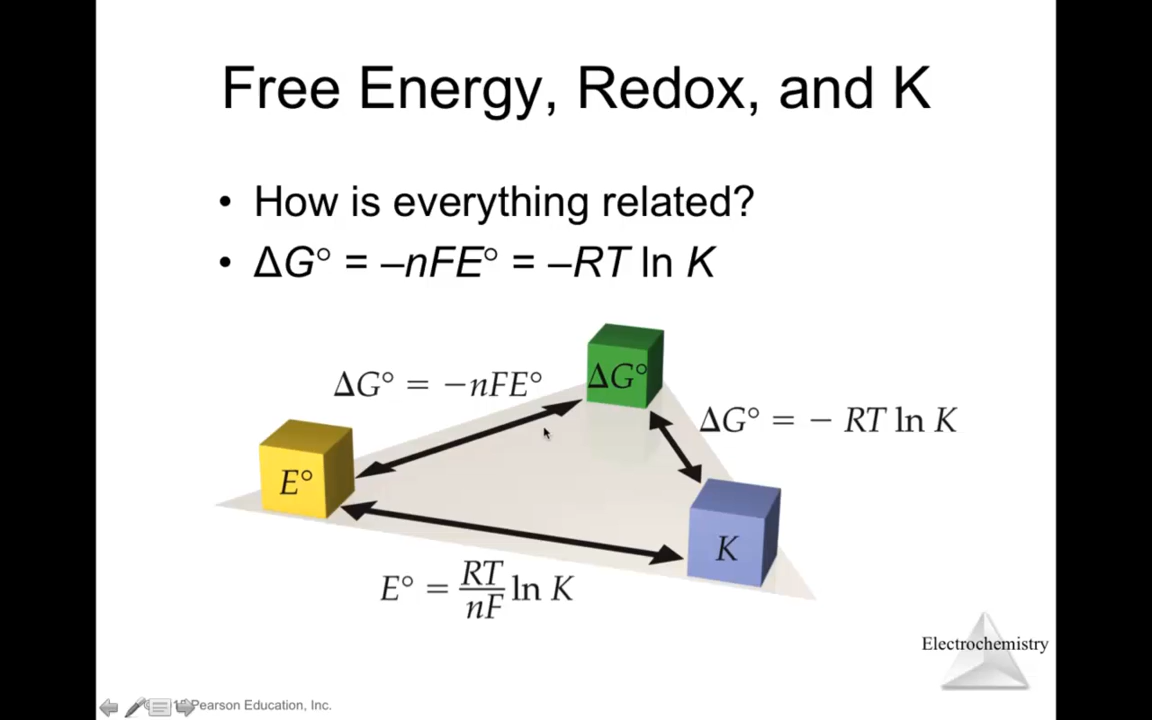 Free Energy, Redox, and K
• How is everything related?
• ΔG° = –nFE° = –RT ln K
ΔG° = −nFE°
ΔG°
ΔG° = − RT ln K
E°
K
E° = RT/nF ln K
Electrochemistry
Pearson Education, Inc.